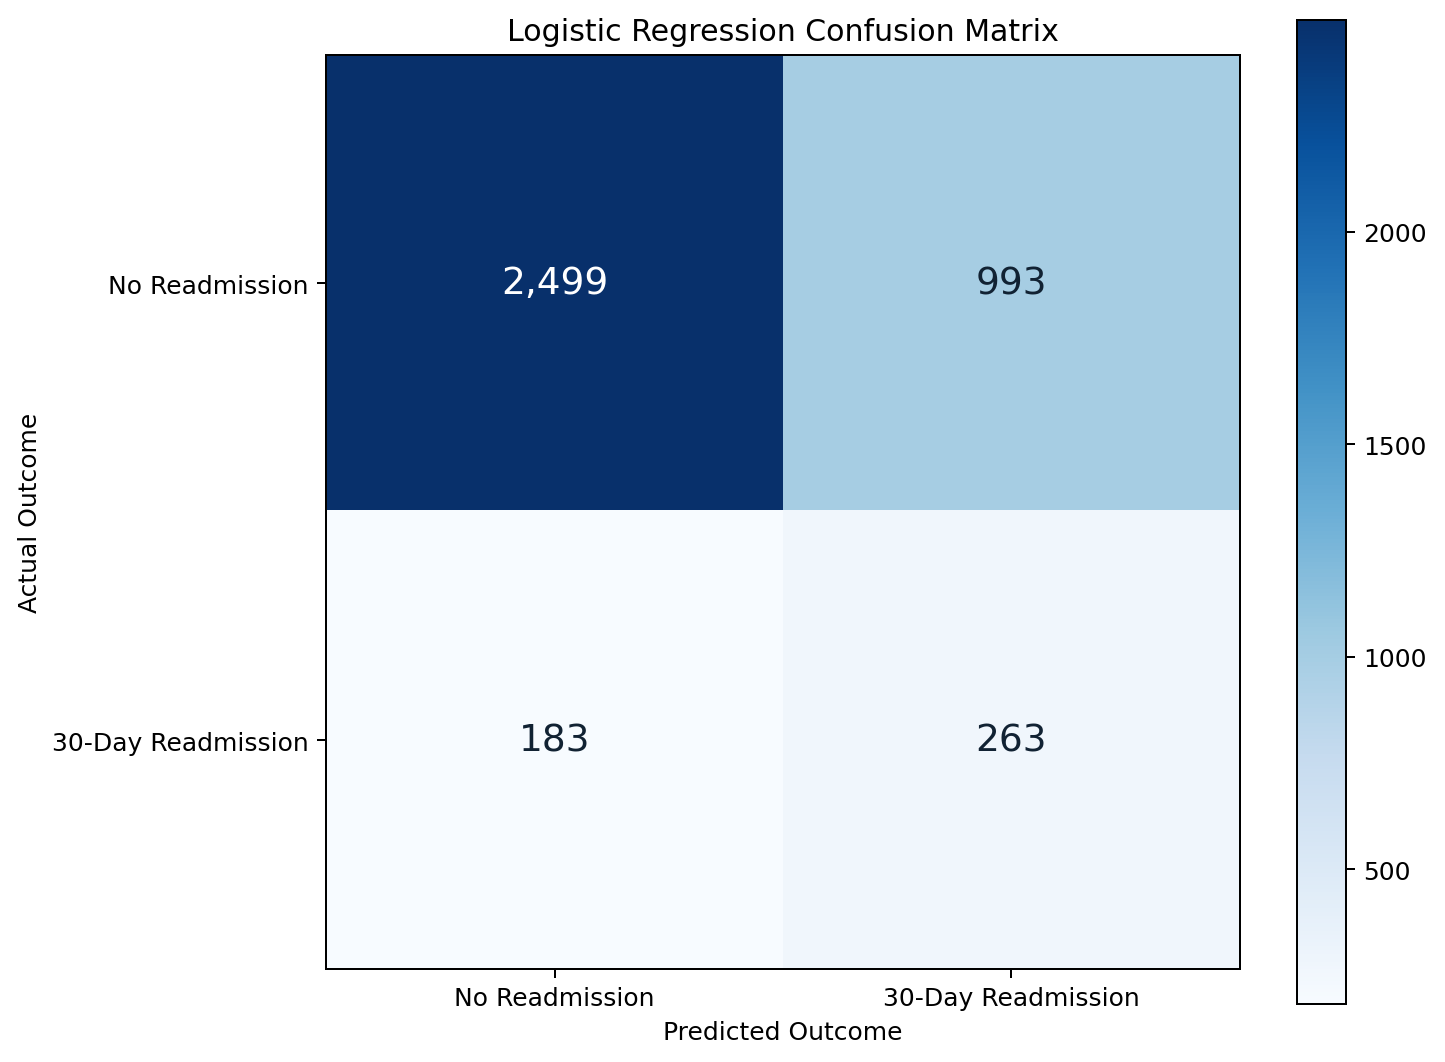 Logistic Regression Confusion Matrix
No Readmission
2,499
993
30-Day Readmission
183
263
Actual Outcome
No Readmission
30-Day Readmission
Predicted Outcome
2000
1500
1000
500